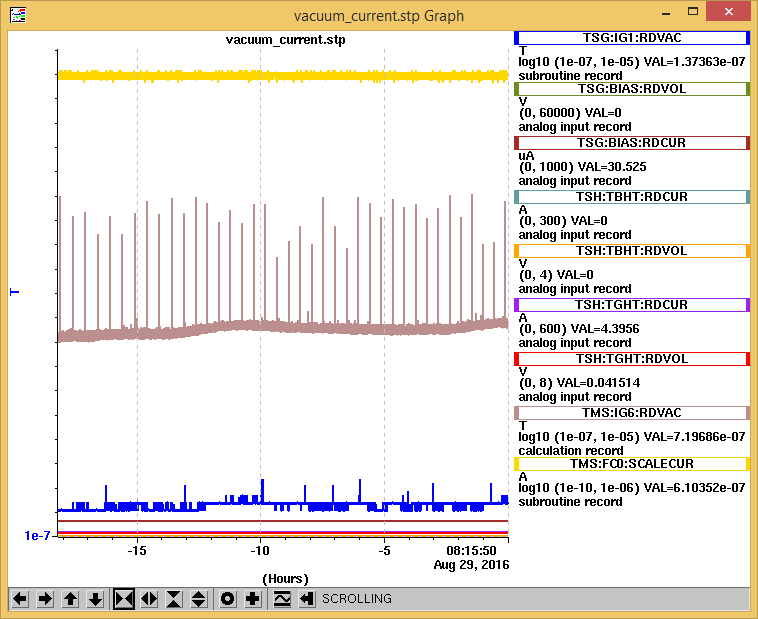 vacuum_current.stp Graph
vacuum_current.stp
T
1e-7
-15
-10
-5
08:15:50
Aug 29, 2016
(Hours)
TSG:IG1:RDVAC
T
log10 (1e-07, 1e-05) VAL=1.37363e-07
subroutine record
TSG:BIAS:RDVOL
V
(0, 60000) VAL=0
analog input record
TSG:BIAS:RDCUR
uA
(0, 1000) VAL=30.525
analog input record
TSH:TBHT:RDCUR
A
(0, 300) VAL=0
analog input record
TSH:TBHT:RDVOL
V
(0, 4) VAL=0
analog input record
TSH:TGHT:RDCUR
A
(0, 600) VAL=4.3956
analog input record
TSH:TGHT:RDVOL
V
(0, 8) VAL=0.041514
analog input record
TMS:IG6:RDVAC
T
log10 (1e-07, 1e-05) VAL=7.19686e-07
calculation record
TMS:FC0:SCALECUR
A
log10 (1e-10, 1e-06) VAL=6.10352e-07
subroutine record
SCROLLING